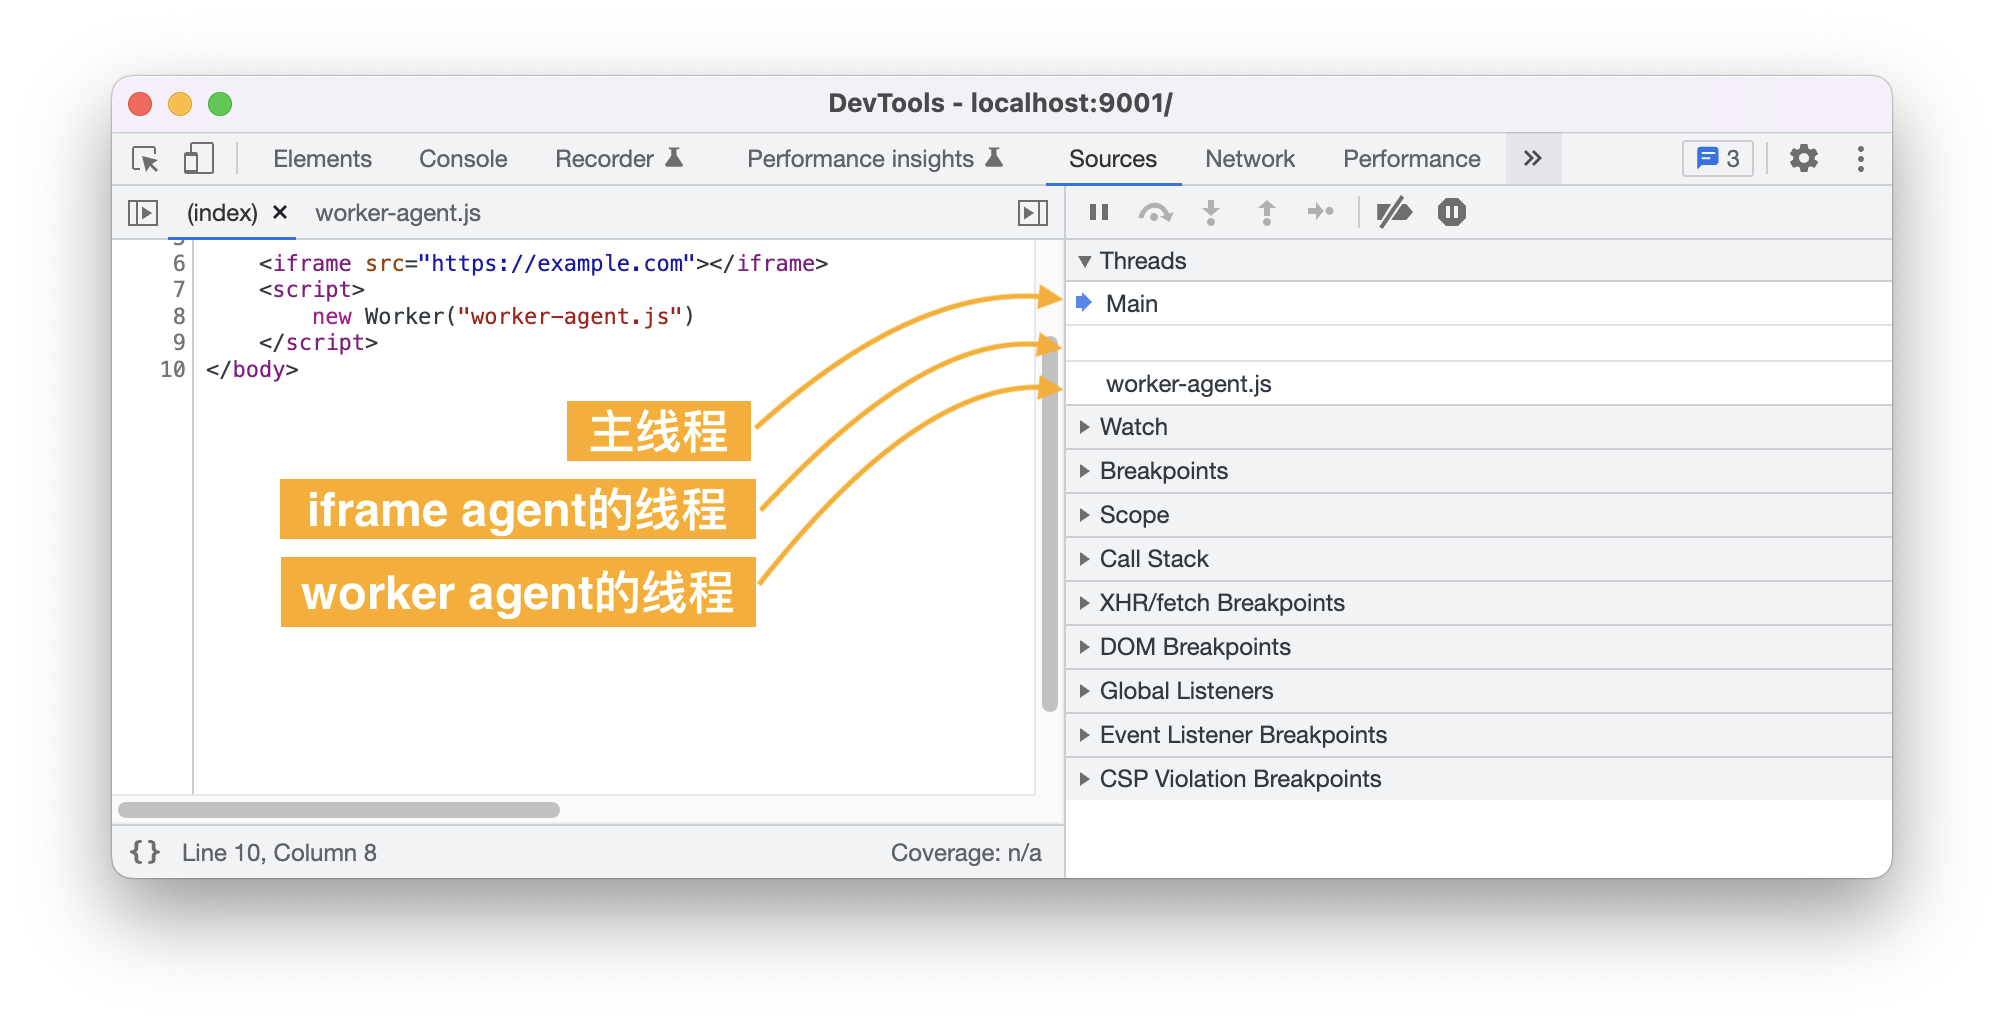 DevTools - localhost:9001/
Elements Console Recorder Performance insights Sources Network Performance 3
(index) × worker-agent.js
6 <iframe src="https://example.com"></iframe>
7 <script>
8 new Worker("worker-agent.js")
9 </script>
10 </body>
主线程
iframe agent的线程
worker agent的线程
{} Line 10, Column 8 Coverage: n/a
Threads
Main
worker-agent.js
Watch
Breakpoints
Scope
Call Stack
XHR/fetch Breakpoints
DOM Breakpoints
Global Listeners
Event Listener Breakpoints
CSP Violation Breakpoints